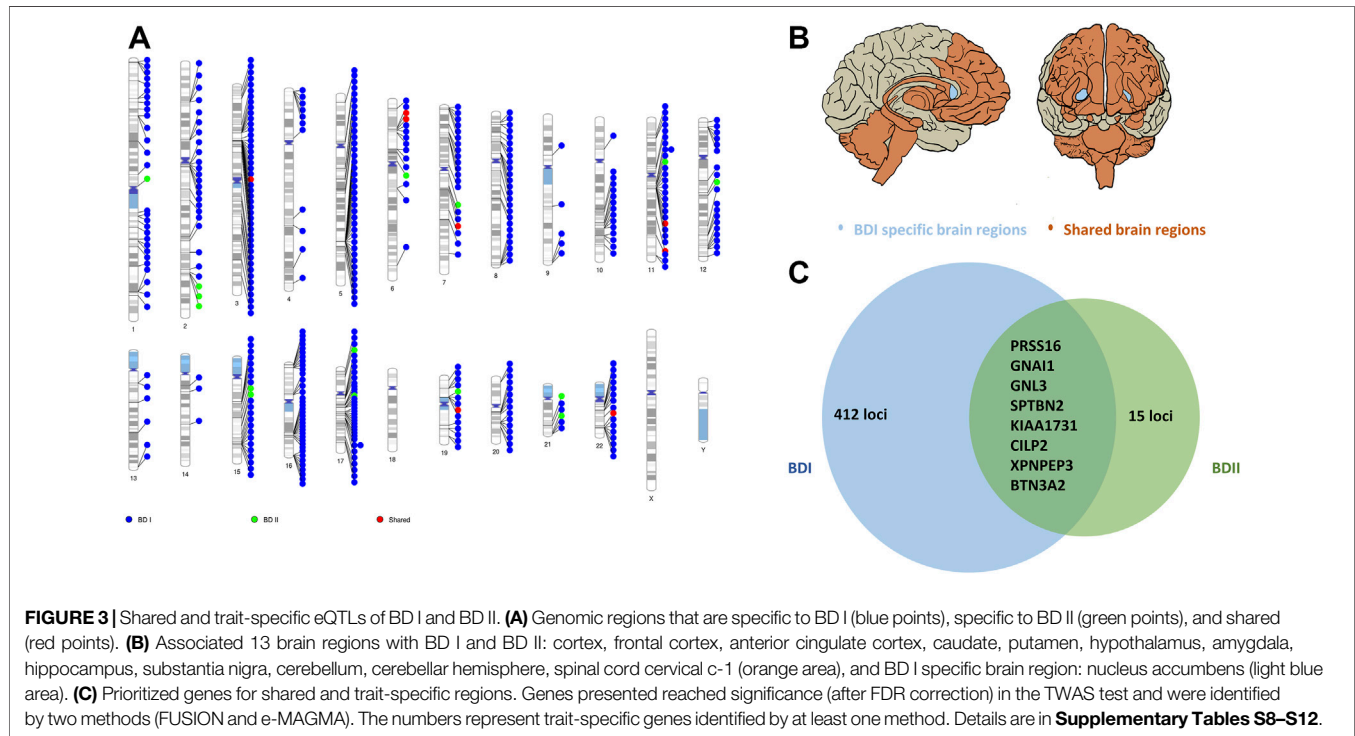 A
1
2
3
4
5
6
7
8
9
10
11
12
13
14
15
16
17
18
19
20
21
22
X
Y
BD I
BD II
Shared
B
BDI specific brain regions
Shared brain regions
C
412 loci
PRSS16
GNAI1
GNL3
SPTBN2
KIAA1731
CILP2
XPNPEP3
BTN3A2
15 loci
BDI
BDII
FIGURE 3 | Shared and trait-specific eQTLs of BD I and BD II. (A) Genomic regions that are specific to BD I (blue points), specific to BD II (green points), and shared
(red points). (B) Associated 13 brain regions with BD I and BD II: cortex, frontal cortex, anterior cingulate cortex, caudate, putamen, hypothalamus, amygdala,
hippocampus, substantia nigra, cerebellum, cerebellar hemisphere, spinal cord cervical c-1 (orange area), and BD I specific brain region: nucleus accumbens (light blue
area). (C) Prioritized genes for shared and trait-specific regions. Genes presented reached significance (after FDR correction) in the TWAS test and were identified
by two methods (FUSION and e-MAGMA). The numbers represent trait-specific genes identified by at least one method. Details are in Supplementary Tables S8–S12.